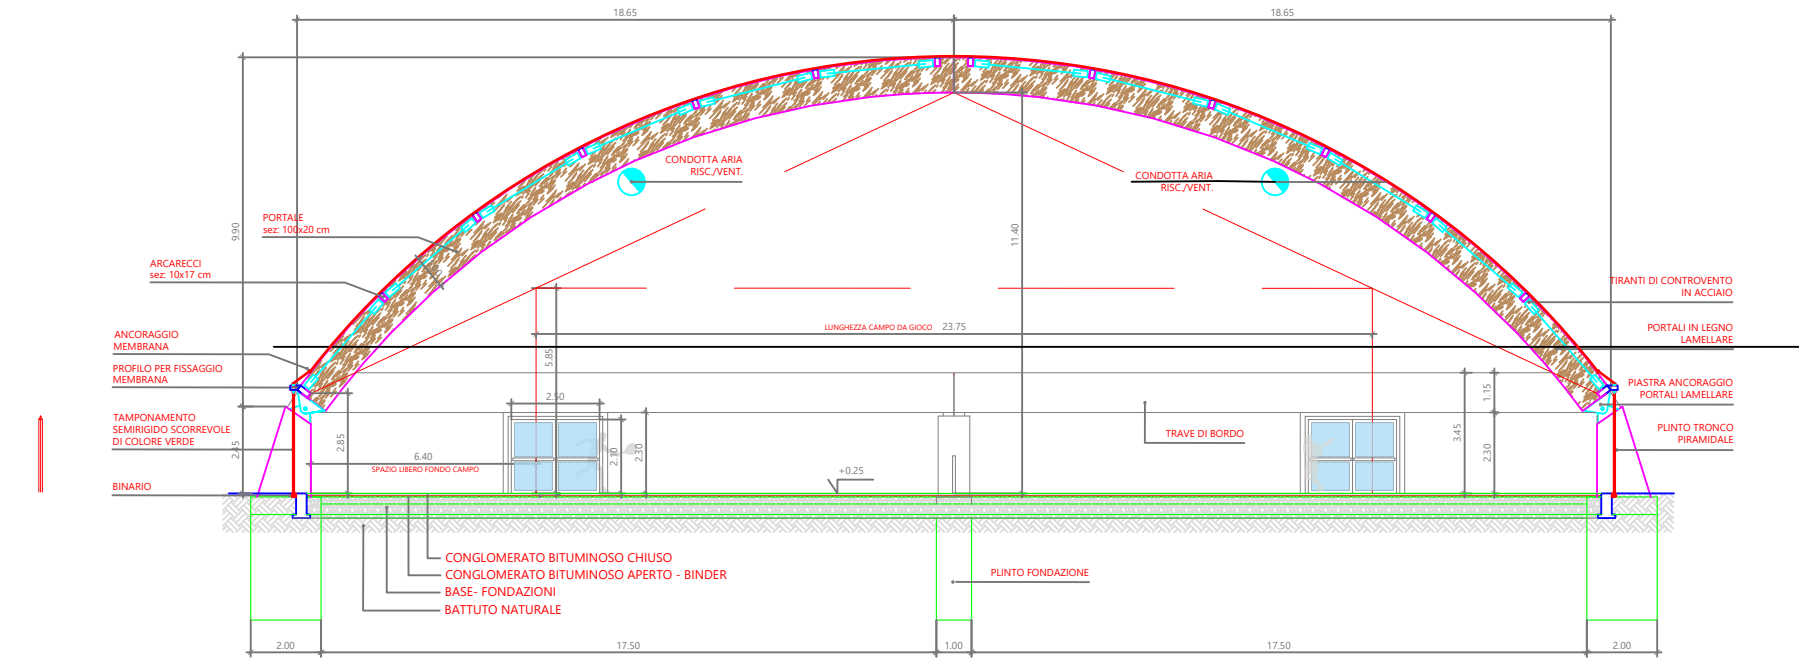 18.65
18.65
CONDOTTA ARIA
RISC./VENT.
CONDOTTA ARIA
RISC./VENT.
PORTALE
sez: 100x20 cm
9.90
11.40
ARCARECCI
sez: 10x17 cm
TIRANTI DI CONTROVENTO
IN ACCIAIO
LUNGHEZZA CAMPO DA GIOCO
23.75
PORTALI IN LEGNO
LAMELLARE
ANCORAGGIO
MEMBRANA
5.85
PROFILO PER FISSAGGIO
MEMBRANA
PIASTRA ANCORAGGIO
PORTALI LAMELLARE
2.50
1.15
TAMPONAMENTO
SEMIRIGIDO SCORREVOLE
DI COLORE VERDE
2.45
2.85
2.10
2.30
TRAVE DI BORDO
3.45
2.30
PLINTO TRONCO
PIRAMIDALE
6.40
SPAZIO LIBERO FONDO CAMPO
+0.25
BINARIO
CONGLOMERATO BITUMINOSO CHIUSO
CONGLOMERATO BITUMINOSO APERTO - BINDER
BASE- FONDAZIONI
BATTUTO NATURALE
PLINTO FONDAZIONE
2.00
17.50
1.00
17.50
2.00